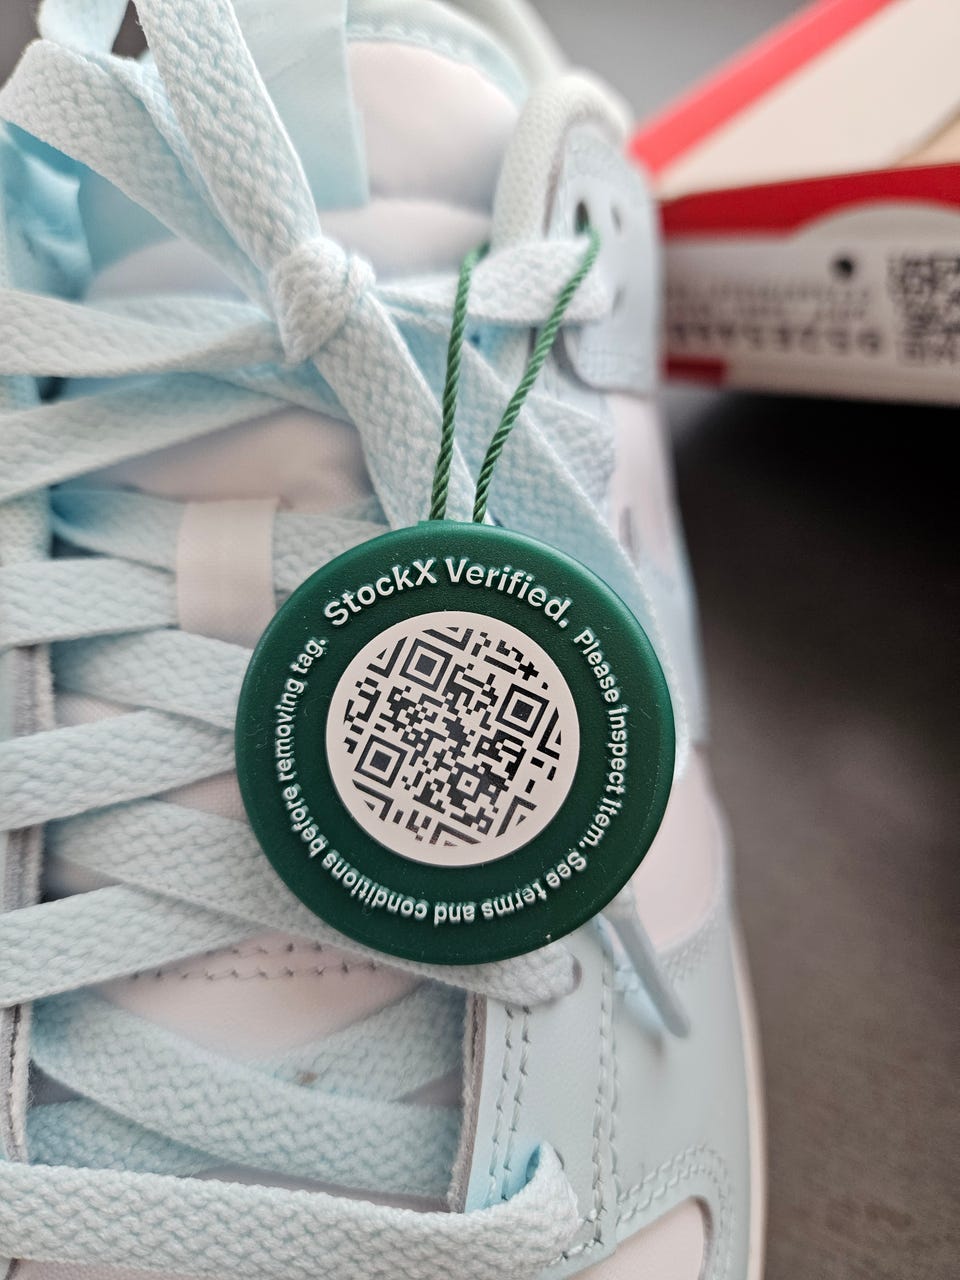 StockX Verified.
Please Inspect Item. See terms and conditions before removing tag.